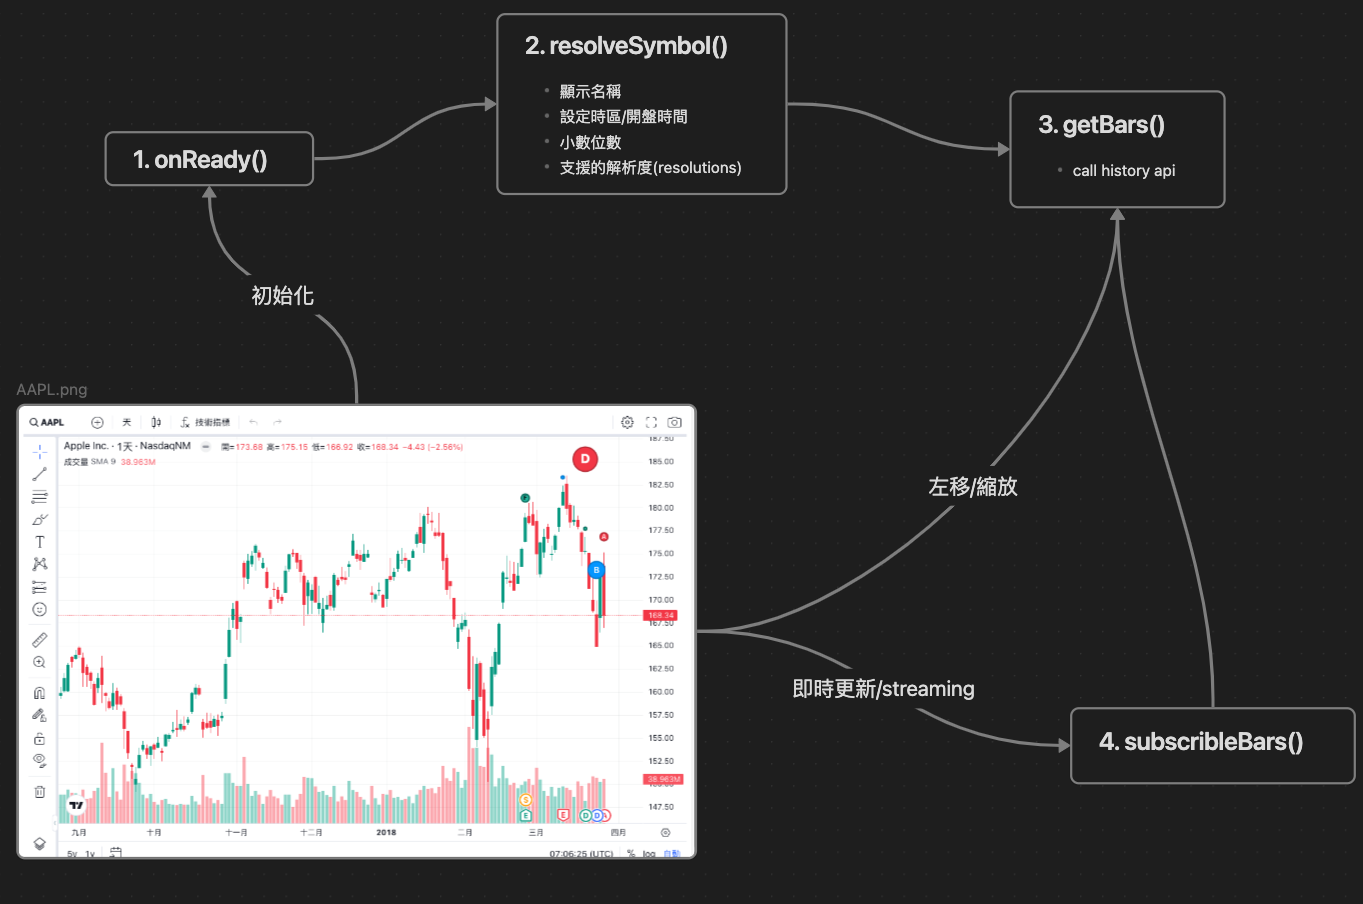 2. resolveSymbol()
顯示名稱
設定時區/開盤時間
小數位數
支援的解析度(resolutions)
3. getBars()
call history api
1. onReady()
初始化
左移/縮放
即時更新/streaming
4. subscribleBars()
AAPL.png
AAPL
天
技術指標
Apple Inc. · 1天 · NasdaqNM
開=173.68 高=175.15 低=166.92 收=168.34 −4.43 (−2.56%)
成交量 SMA 9 38.963M
D
B
A
187.50
185.00
182.50
180.00
177.50
175.00
172.50
170.00
168.34
167.50
165.00
162.50
160.00
157.50
155.00
152.50
38.963M
147.50
S
E
E
D
D
九月
十月
十一月
十二月
2018
二月
三月
四月
5y 1y
07:06:25 (UTC)
%
log
自動